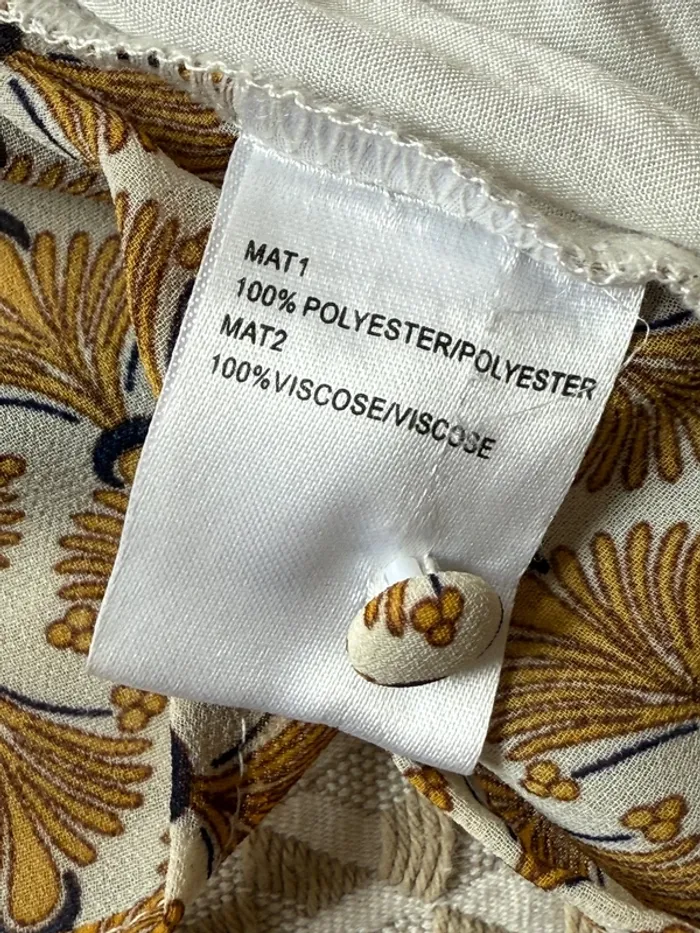 MAT1
100% POLYESTER/POLYESTER
MAT2
100%VISCOSE/VISCOSE